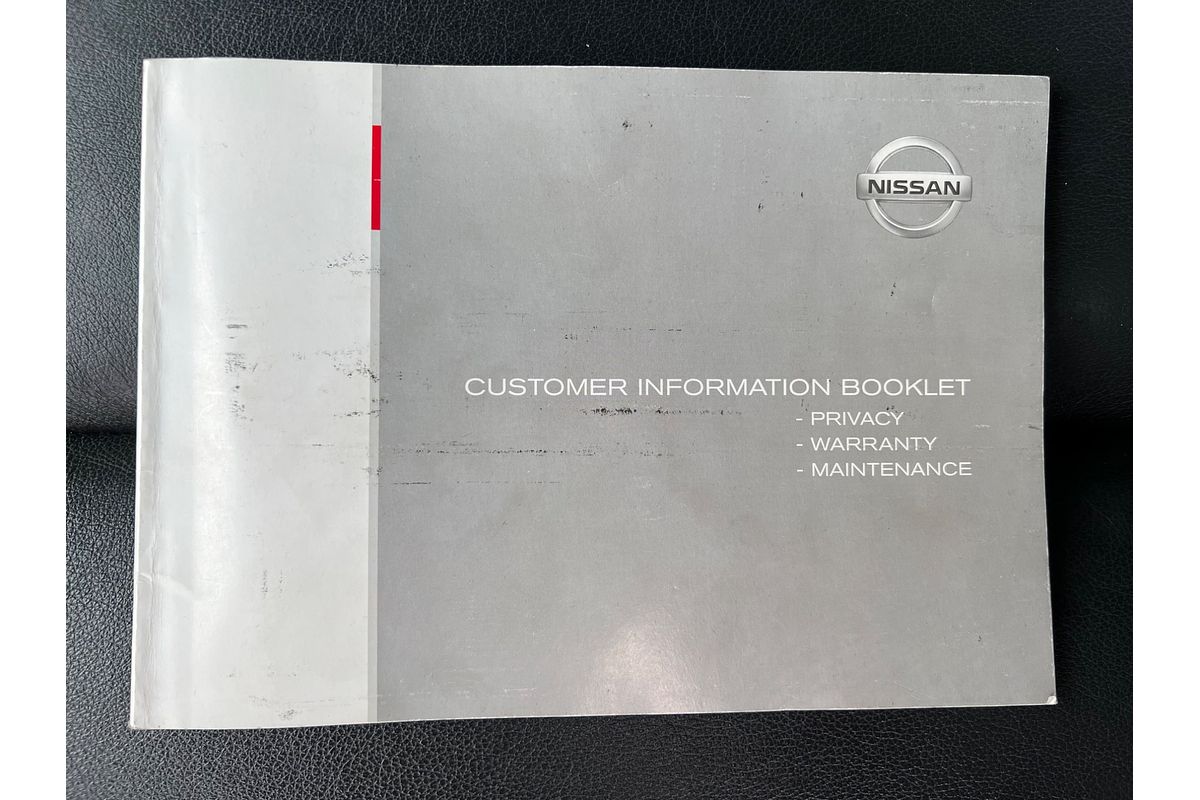 NISSAN
CUSTOMER INFORMATION BOOKLET
- PRIVACY
- WARRANTY
- MAINTENANCE